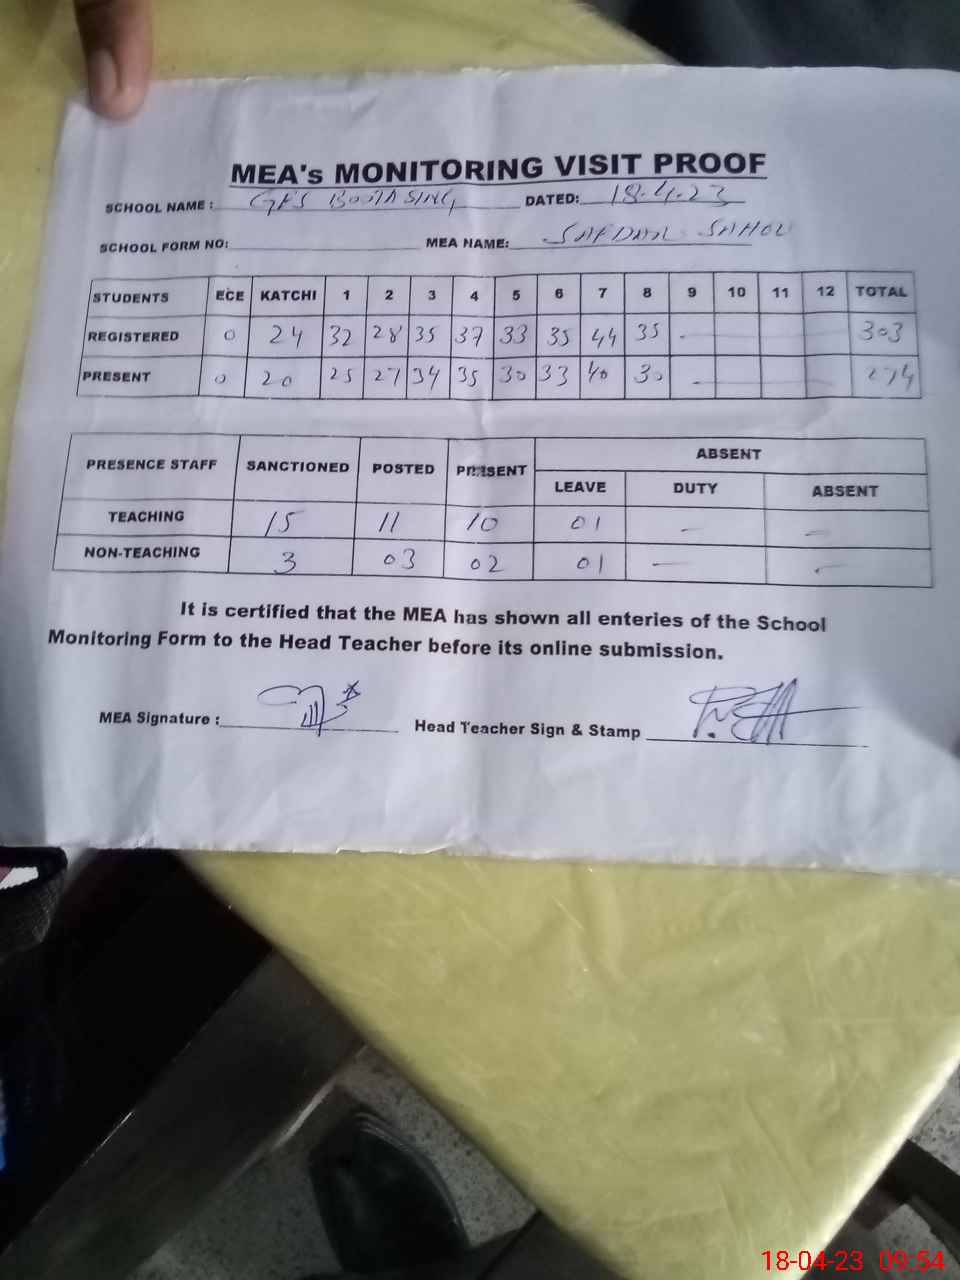 MEA's MONITORING VISIT PROOF
SCHOOL NAME: GPS BOOTA SING DATED: 18-4-23
SCHOOL FORM NO: MEA NAME: SAFDAR
STUDENTS ECE KATCHI 1 2 3 4 5 6 7 8 9 10 11 12 TOTAL
REGISTERED 0 24 32 28 35 37 33 35 44 35 - 303
PRESENT 0 20 25 27 34 35 30 33 40 30 - 274
ABSENT
PRESENCE STAFF SANCTIONED POSTED PRESENT
LEAVE DUTY ABSENT
TEACHING 15 11 10 01 - -
NON-TEACHING 3 03 02 01 - -
It is certified that the MEA has shown all enteries of the School
Monitoring Form to the Head Teacher before its online submission.
MEA Signature : Head Teacher Sign & Stamp
18-04-23 09:54